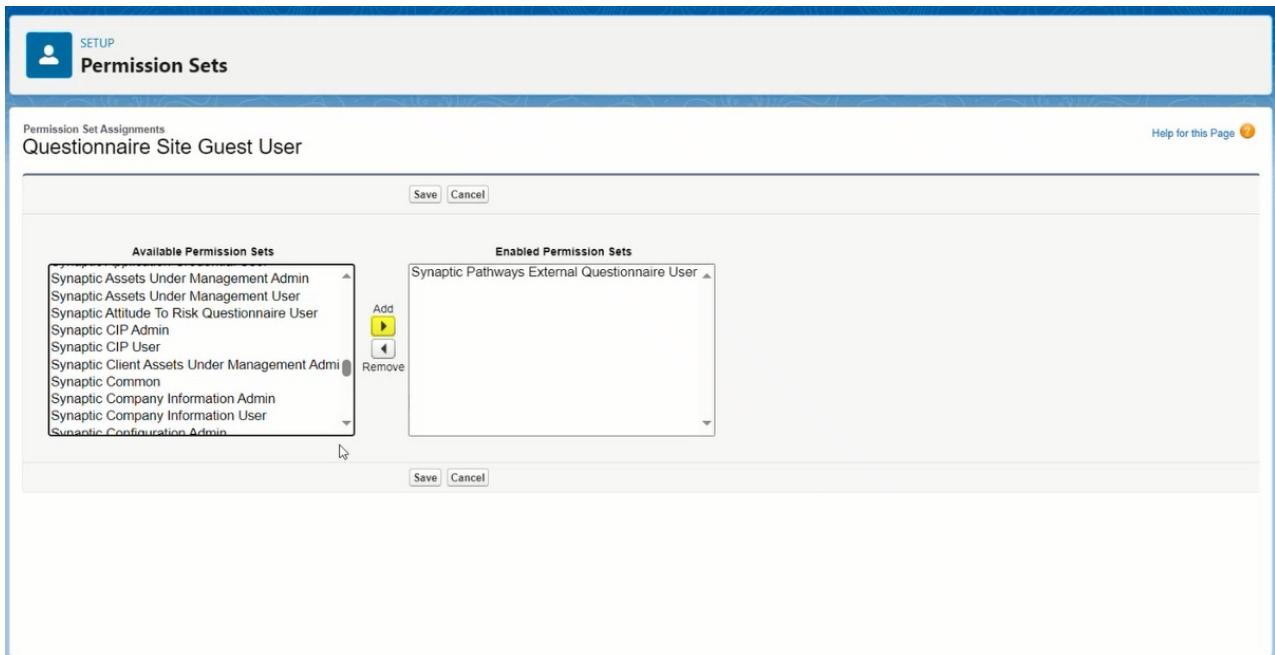 SETUP
Permission Sets
Permission Set Assignments
Questionnaire Site Guest User
Help for this Page ?
Save Cancel
Available Permission Sets
Enabled Permission Sets
Synaptic Assets Under Management Admin
Synaptic Assets Under Management User
Synaptic Attitude To Risk Questionnaire User
Synaptic CIP Admin
Synaptic CIP User
Synaptic Client Assets Under Management Admi
Synaptic Common
Synaptic Company Information Admin
Synaptic Company Information User
Synaptic Configuration Admin
Add
Remove
Synaptic Pathways External Questionnaire User
Save Cancel